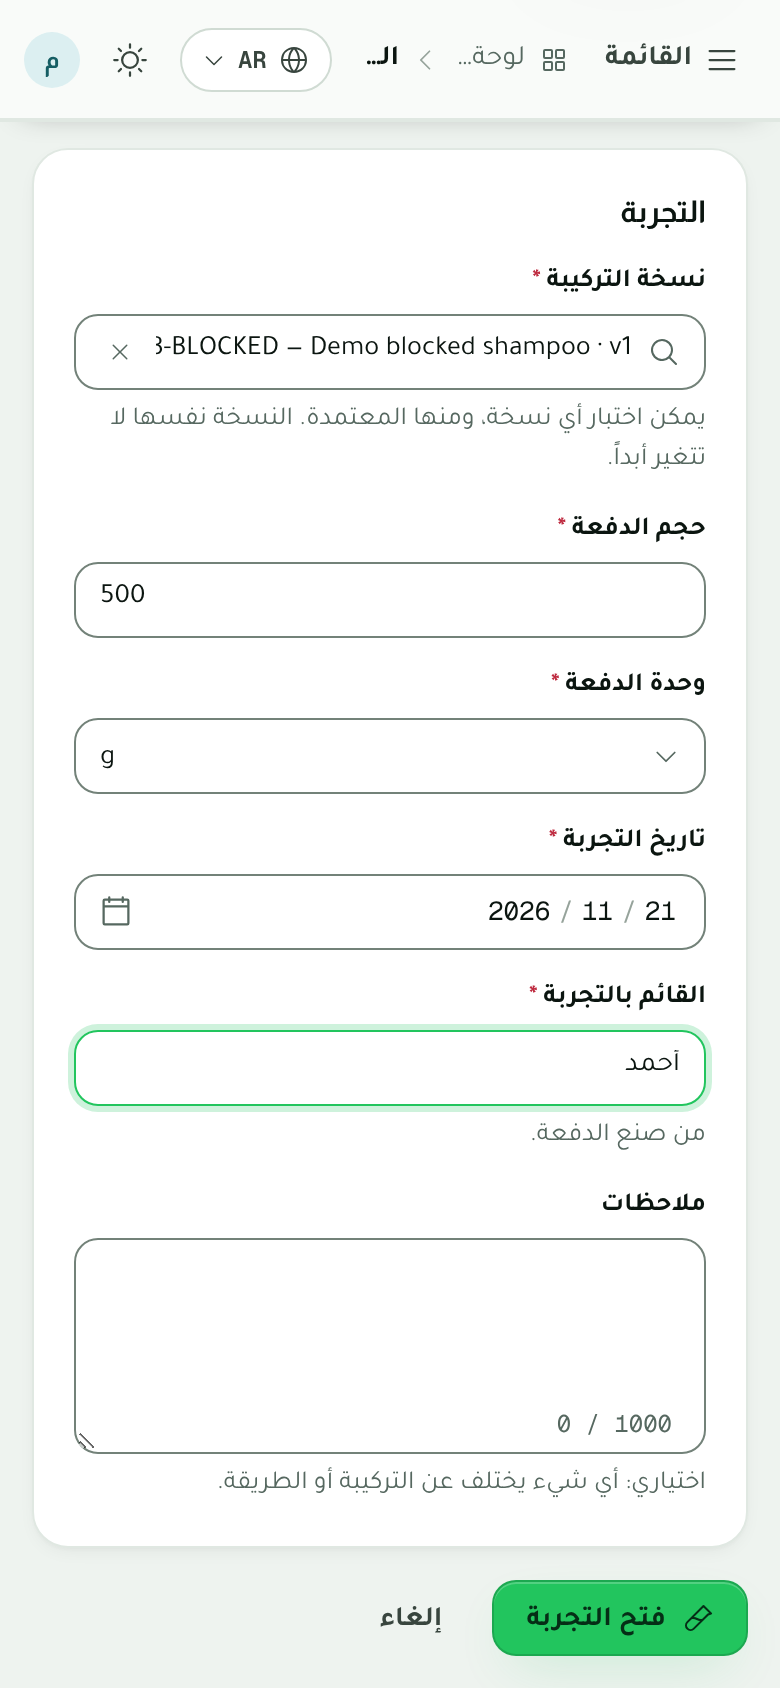 القائمة
لوحة...
الـ...
AR
م
التجربة
نسخة التركيبة *
3-BLOCKED – Demo blocked shampoo · v1
يمكن اختبار أي نسخة، ومنها المعتمدة. النسخة نفسها لا
تتغير أبداً.
حجم الدفعة *
500
وحدة الدفعة *
g
تاريخ التجربة *
21 / 11 / 2026
القائم بالتجربة *
أحمد
من صنع الدفعة.
ملاحظات
0 / 1000
اختياري: أي شيء يختلف عن التركيبة أو الطريقة.
فتح التجربة
إلغاء